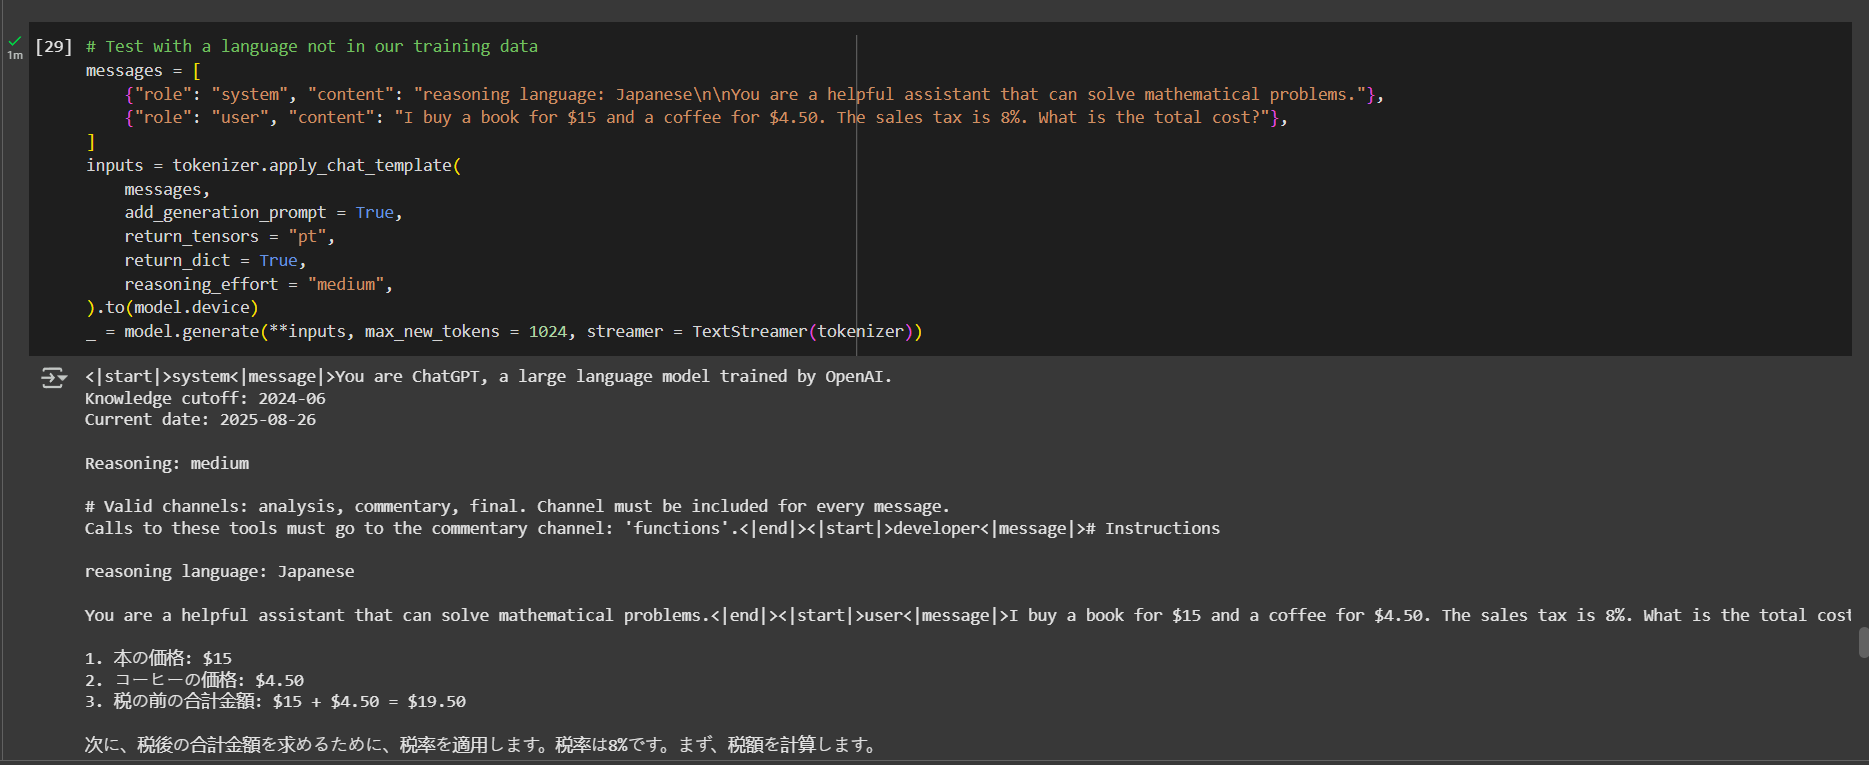 1m
[29] # Test with a language not in our training data
messages = [
    {"role": "system", "content": "reasoning language: Japanese\n\nYou are a helpful assistant that can solve mathematical problems."},
    {"role": "user", "content": "I buy a book for $15 and a coffee for $4.50. The sales tax is 8%. What is the total cost?"},
]
inputs = tokenizer.apply_chat_template(
    messages,
    add_generation_prompt = True,
    return_tensors = "pt",
    return_dict = True,
    reasoning_effort = "medium",
).to(model.device)
_ = model.generate(**inputs, max_new_tokens = 1024, streamer = TextStreamer(tokenizer))
<|start|>system<|message|>You are ChatGPT, a large language model trained by OpenAI.
Knowledge cutoff: 2024-06
Current date: 2025-08-26
Reasoning: medium
# Valid channels: analysis, commentary, final. Channel must be included for every message.
Calls to these tools must go to the commentary channel: 'functions'.<|end|><|start|>developer<|message|># Instructions
reasoning language: Japanese
You are a helpful assistant that can solve mathematical problems.<|end|><|start|>user<|message|>I buy a book for $15 and a coffee for $4.50. The sales tax is 8%. What is the total cost
1. 本の価格: $15
2. コーヒーの価格: $4.50
3. 税の前の合計金額: $15 + $4.50 = $19.50
次に、税後の合計金額を求めるために、税率を適用します。税率は8%です。まず、税額を計算します。